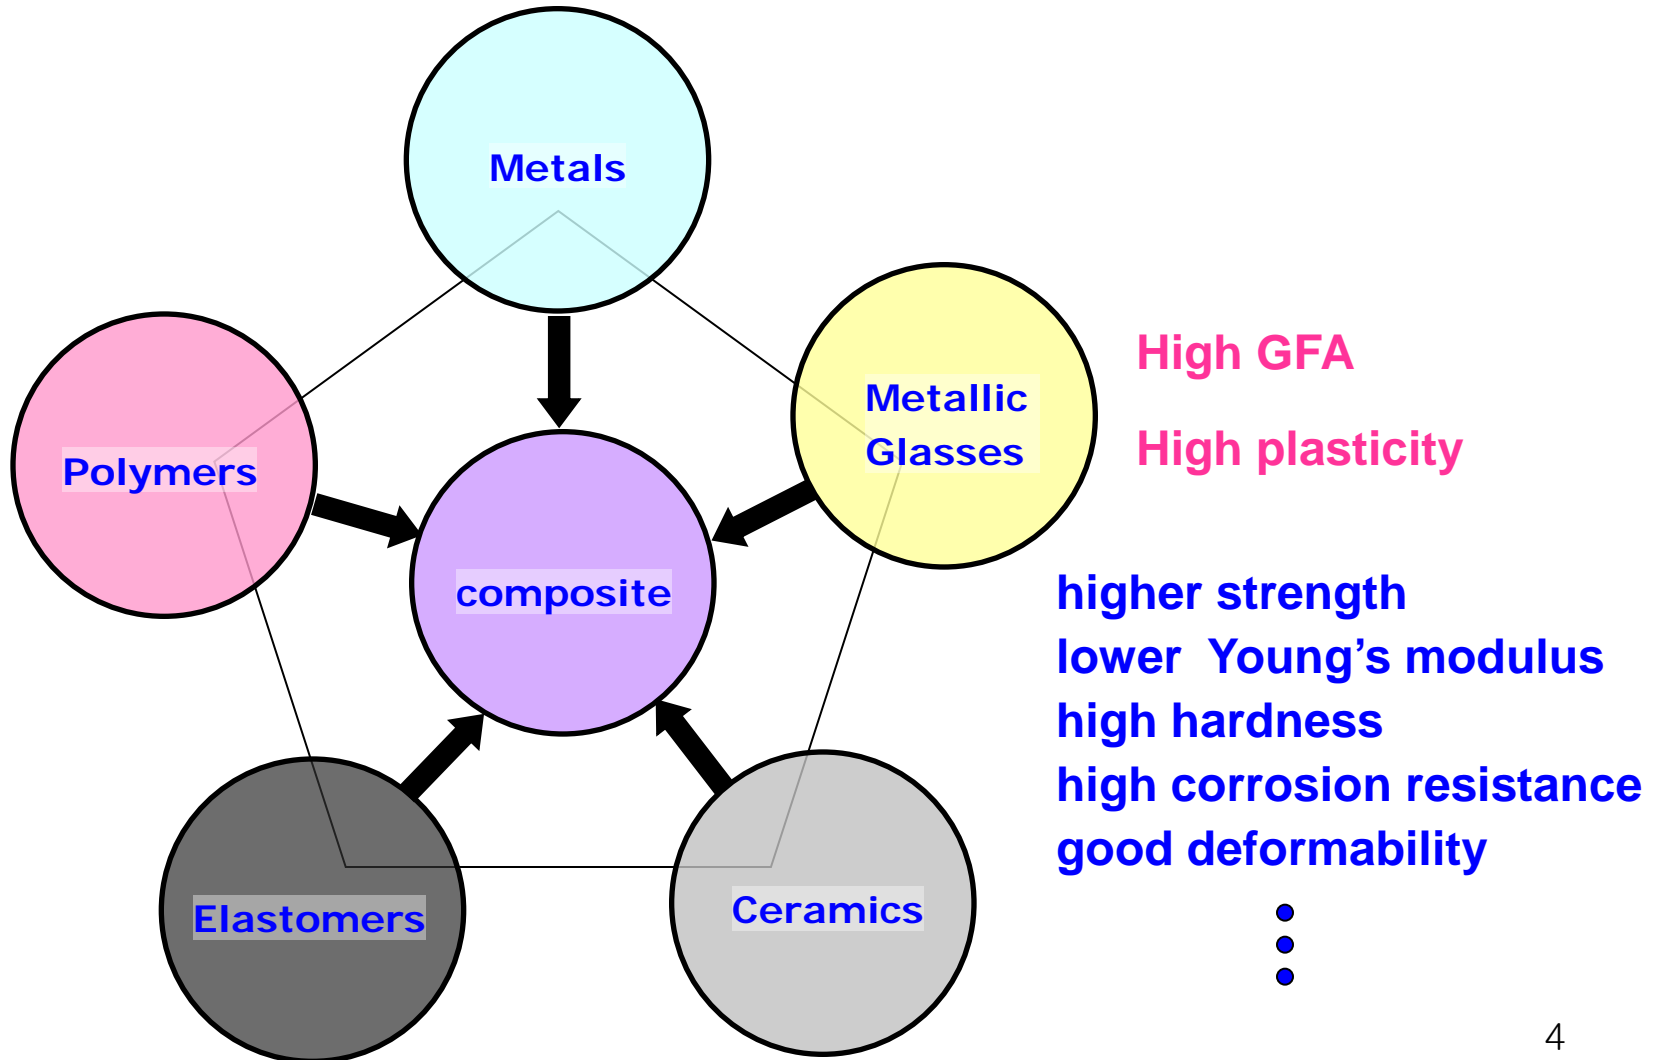 Metals
Metallic
Glasses
High GFA
High plasticity
Polymers
composite
higher strength
lower  Young’s modulus
high hardness
high corrosion resistance
good deformability
Elastomers
Ceramics
4